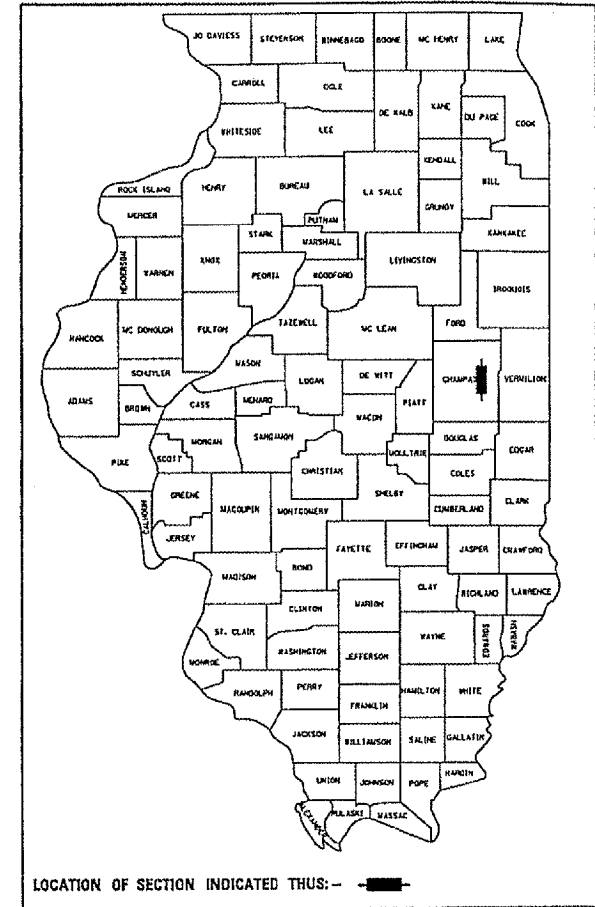 JO DAVIESS STEVENSON WINNEBAGO BOONE MC HENRY LAKE
CARROLL OGLE DE KALB KANE DU PAGE COOK
WHITESIDE LEE KENDALL WILL
ROCK ISLAND HENRY BUREAU LA SALLE GRUNDY
MERCER PUTNAM KANKAKEE
HENDERSON WARREN KNOX STARK MARSHALL LIVINGSTON
PEORIA WOODFORD IROQUOIS
HANCOCK MC DONOUGH FULTON TAZEWELL MC LEAN FORD
SCHUYLER MASON LOGAN DE WITT CHAMPA VERMILION
ADAMS BROWN CASS MENARD MACON PIATT
PIKE SCOTT MORGAN SANGAMON MOULTRIE DOUGLAS EDGAR
CHRISTIAN COLES
CALHOUN GREENE MACOUPIN MONTGOMERY SHELBY CUMBERLAND CLARK
JERSEY FAYETTE EFFINGHAM JASPER CRAWFORD
MADISON BOND CLAY RICHLAND LAWRENCE
CLINTON MARION
ST. CLAIR WAYNE EDWARDS WABASH
MONROE WASHINGTON JEFFERSON
RANDOLPH PERRY FRANKLIN HAMILTON WHITE
JACKSON WILLIAMSON SALINE GALLATIN
UNION JOHNSON POPE HARDIN
ALEXANDER PULASKI MASSAC
LOCATION OF SECTION INDICATED THUS:-